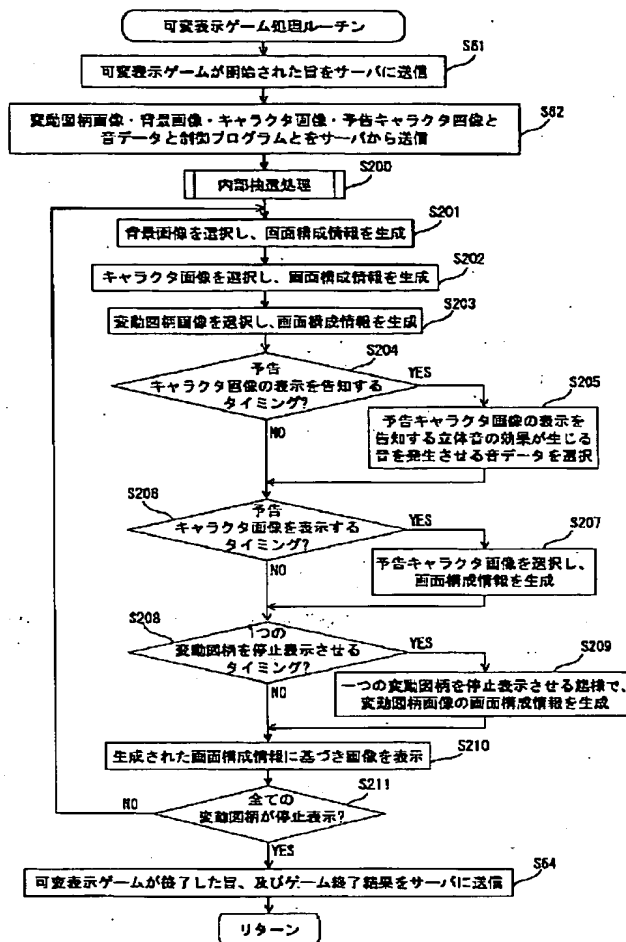 可変表示ゲーム処理ルーチン
S61
可変表示ゲームが開始された旨をサーバに送信
S62
変動図柄画像・背景画像・キャラクタ画像・予告キャラクタ画像と
音データと制御プログラムとをサーバから送信
S200
内部抽選処理
S201
背景画像を選択し、画面構成情報を生成
S202
キャラクタ画像を選択し、画面構成情報を生成
S203
変動図柄画像を選択し、画面構成情報を生成
S204
予告
キャラクタ画像の表示を告知する
タイミング?
YES
NO
S205
予告キャラクタ画像の表示を
告知する立体音の効果が生じる
音を発生させる音データを選択
S206
予告
キャラクタ画像を表示する
タイミング?
YES
NO
S207
予告キャラクタ画像を選択し、
画面構成情報を生成
S208
1つの
変動図柄を停止表示させる
タイミング?
YES
NO
S209
一つの変動図柄を停止表示させる態様で、
変動図柄画像の画面構成情報を生成
S210
生成された画面構成情報に基づき画像を表示
S211
全ての
変動図柄が停止表示?
NO
YES
S64
可変表示ゲームが終了した旨、及びゲーム終了結果をサーバに送信
リターン